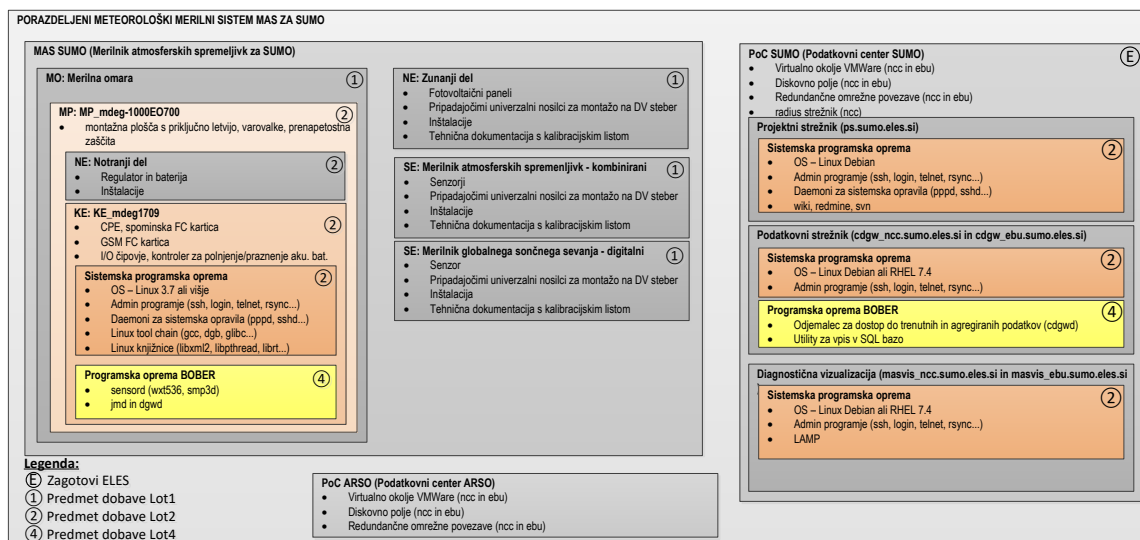 PORAZDELJENI METEOROLOŠKI MERILNI SISTEM MAS ZA SUMO
MAS SUMO (Merilnik atmosferskih spremeljivk za SUMO)
MO: Merilna omara
1
MP: MP_mdeg-1000EO700
2
• montažna plošča s priključno letvijo, varovalke, prenapetostna
zaščita
NE: Notranji del
2
• Regulator in baterija
• Inštalacije
KE: KE_mdeg1709
2
• CPE, spominska FC kartica
• GSM FC kartica
• I/O čipovje, kontroler za polnjenje/praznenje aku. bat.
Sistemska programska oprema
2
• OS – Linux 3.7 ali višje
• Admin programje (ssh, login, telnet, rsync...)
• Daemoni za sistemska opravila (pppd, sshd...)
• Linux tool chain (gcc, dgb, glibc...)
• Linux knjižnice (libxml2, libpthread, librt...)
Programska oprema BOBER
4
• sensord (wxt536, smp3d)
• jmd in dgwd
NE: Zunanji del
1
• Fotovoltaični paneli
• Pripadajočimi univerzalni nosilci za montažo na DV steber
• Inštalacije
• Tehnična dokumentacija s kalibracijskim listom
SE: Merilnik atmosferskih spremenljivk - kombinirani
1
• Senzorji
• Pripadajočimi univerzalni nosilci za montažo na DV steber
• Inštalacije
• Tehnična dokumentacija s kalibracijskim listom
SE: Merilnik globalnega sončnega sevanja - digitalni
1
• Senzor
• Pripadajočimi univerzalni nosilci za montažo na DV steber
• Inštalacija
• Tehnična dokumentacija s kalibracijskim listom
PoC SUMO (Podatkovni center SUMO)
E
• Virtualno okolje VMWare (ncc in ebu)
• Diskovno polje (ncc in ebu)
• Redundančne omrežne povezave (ncc in ebu)
• radius strežnik (ncc)
Projektni strežnik (ps.sumo.eles.si)
Sistemska programska oprema
2
• OS – Linux Debian
• Admin programje (ssh, login, telnet, rsync...)
• Daemoni za sistemska opravila (pppd, sshd...)
• wiki, redmine, svn
Podatkovni strežnik (cdgw_ncc.sumo.eles.si in cdgw_ebu.sumo.eles.si)
Sistemska programska oprema
2
• OS – Linux Debian ali RHEL 7.4
• Admin programje (ssh, login, telnet, rsync...)
Programska oprema BOBER
4
• Odjemalec za dostop do trenutnih in agregiranih podatkov (cdgwd)
• Utility za vpis v SQL bazo
Diagnostična vizualizacija (masvis_ncc.sumo.eles.si in masvis_ebu.sumo.eles.si
Sistemska programska oprema
2
• OS – Linux Debian ali RHEL 7.4
• Admin programje (ssh, login, telnet, rsync...)
• LAMP
Legenda:
E Zagotovi ELES
1 Predmet dobave Lot1
2 Predmet dobave Lot2
4 Predmet dobave Lot4
PoC ARSO (Podatkovni center ARSO)
• Virtualno okolje VMWare (ncc in ebu)
• Diskovno polje (ncc in ebu)
• Redundančne omrežne povezave (ncc in ebu)